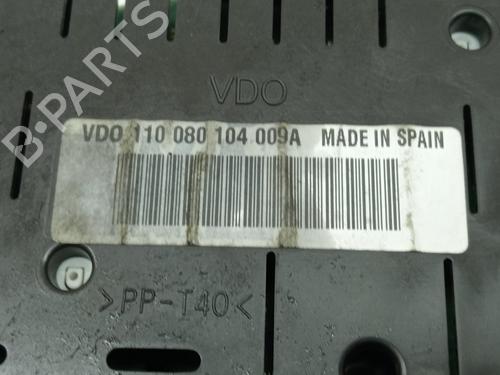 B-PARTS
VDO
VDO 110 080 104 009A MADE IN SPAIN
>PP-T40<